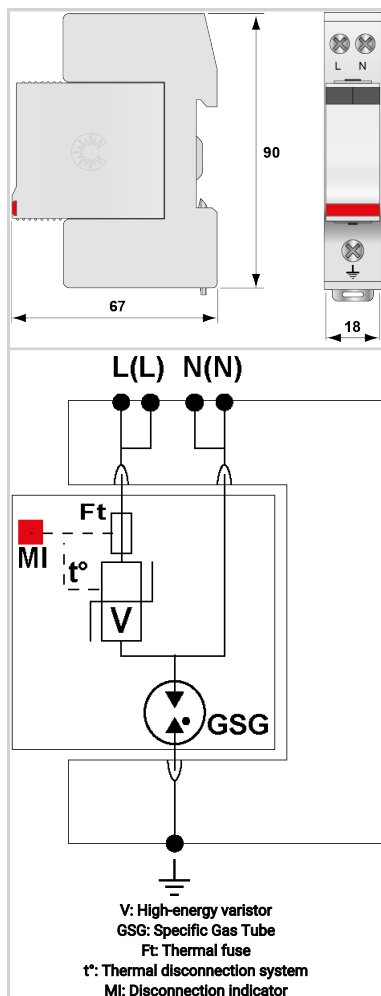 L N
90
67
18
L(L) N(N)
Ft
MI
t°
V
GSG
V: High-energy varistor
GSG: Specific Gas Tube
Ft: Thermal fuse
t°: Thermal disconnection system
MI: Disconnection indicator